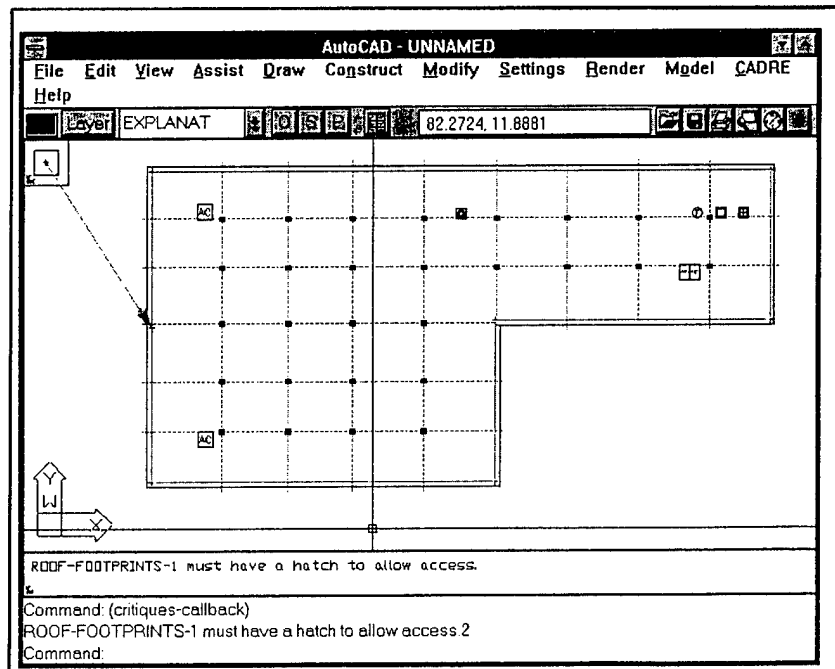 AutoCAD - UNNAMED
File Edit View Assist Draw Construct Modify Settings Render Model CADRE
Help
Layer EXPLANAT O S P 82.2724, 11.8881
AC
AC
Y
W
X
ROOF-FOOTPRINTS-1 must have a hatch to allow access.
Command: (critiques-callback)
ROOF-FOOTPRINTS-1 must have a hatch to allow access.2
Command: